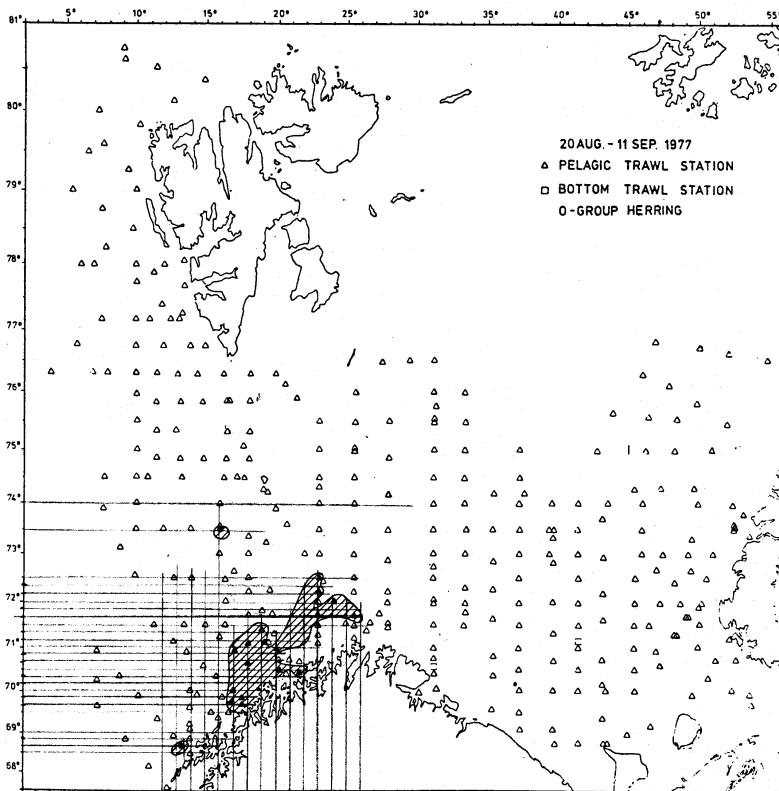 81° 5° 10° 15° 20° 25° 30° 35° 40° 45° 50° 55°
80°
20 AUG. - 11 SEP. 1977
△ PELAGIC TRAWL STATION
79°
□ BOTTOM TRAWL STATION
0-GROUP HERRING
78°
77°
76°
75°
74°
73°
72°
71°
70°
69°
58°